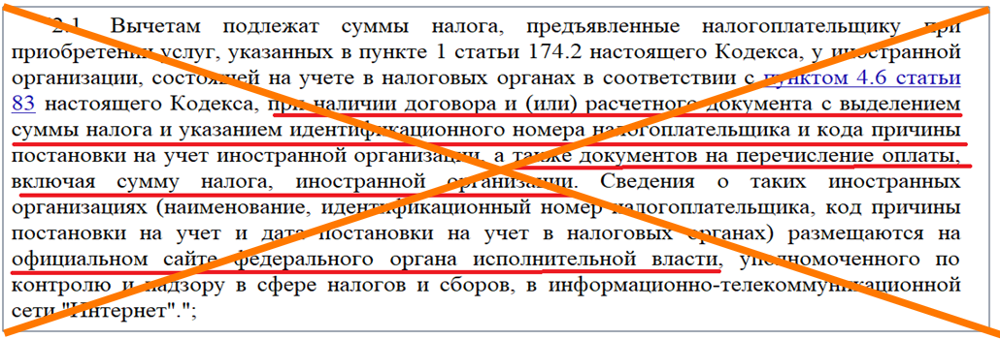 2.1. Вычетам подлежат суммы налога, предъявленные налогоплательщику при
приобретении услуг, указанных в пункте 1 статьи 174.2 настоящего Кодекса, у иностранной
организации, состоящей на учете в налоговых органах в соответствии с пунктом 4.6 статьи
83 настоящего Кодекса, при наличии договора и (или) расчетного документа с выделением
суммы налога и указанием идентификационного номера налогоплательщика и кода причины
постановки на учет иностранной организации, а также документов на перечисление оплаты,
включая сумму налога, иностранной организации. Сведения о таких иностранных
организациях (наименование, идентификационный номер налогоплательщика, код причины
постановки на учет и дата постановки на учет в налоговых органах) размещаются на
официальном сайте федерального органа исполнительной власти, уполномоченного по
контролю и надзору в сфере налогов и сборов, в информационно-телекоммуникационной
сети "Интернет".";